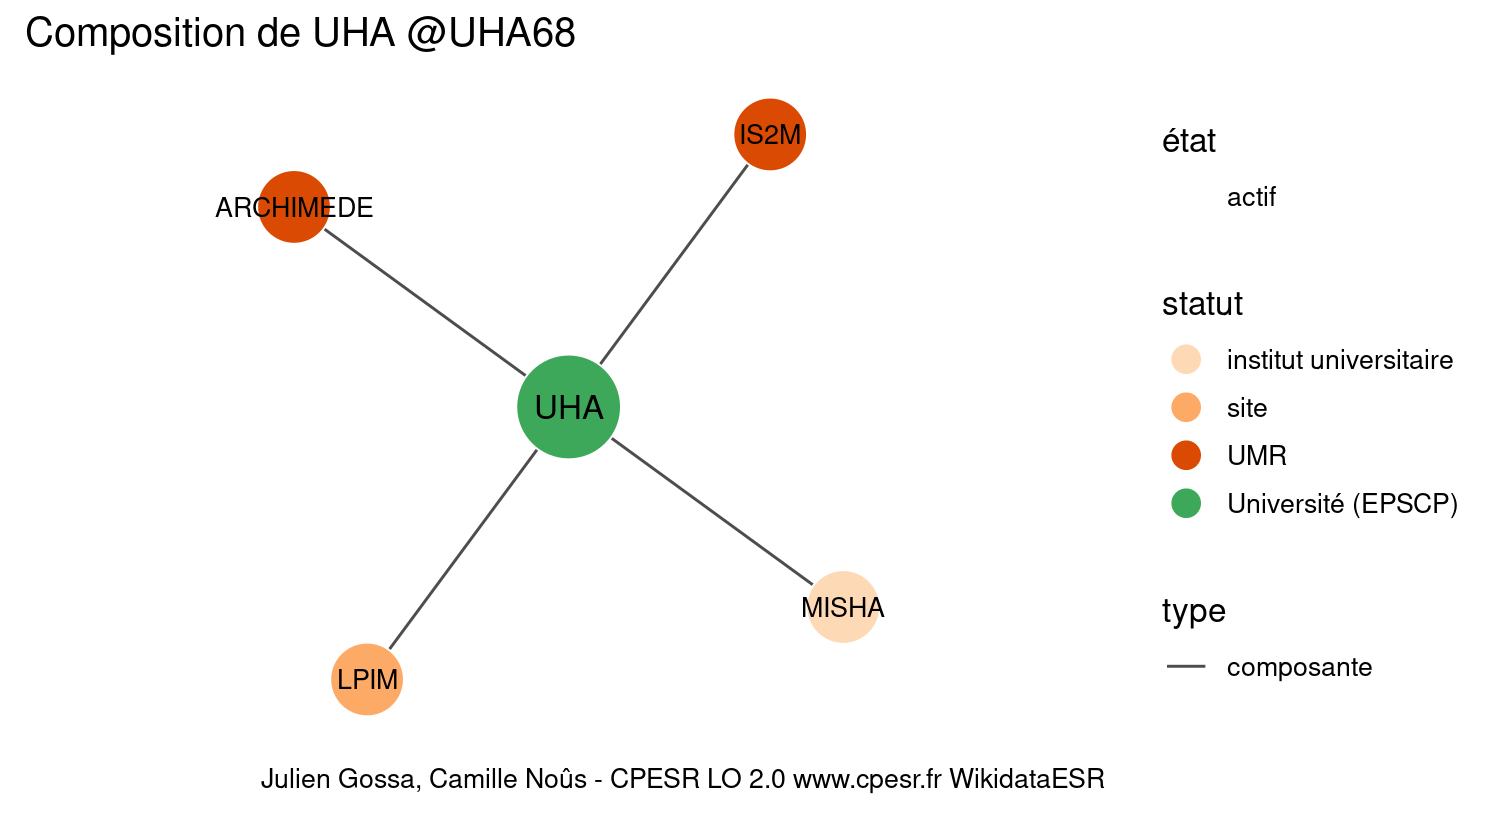 Composition de UHA @UHA68
IS2M
ARCHIMEDE
UHA
MISHA
LPIM
état
actif
statut
institut universitaire
site
UMR
Université (EPSCP)
type
composante
Julien Gossa, Camille Noûs - CPESR LO 2.0 www.cpesr.fr WikidataESR